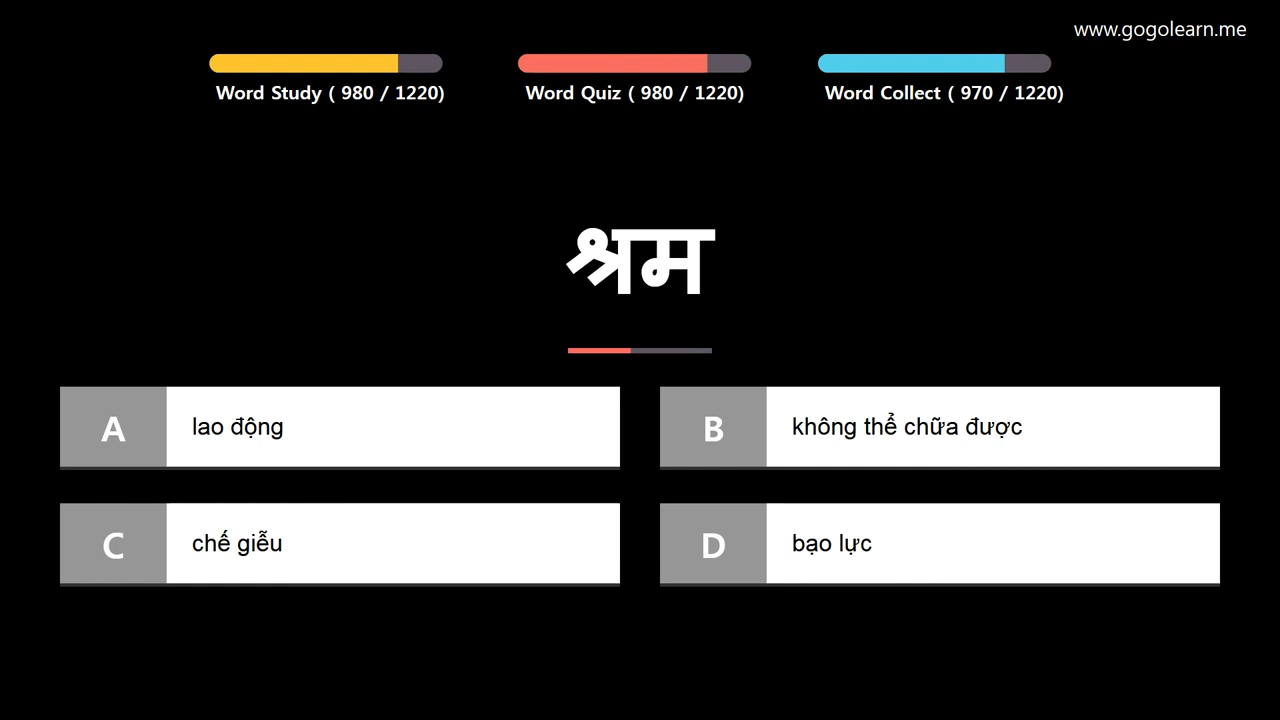 www.gogolearn.me
Word Study ( 980 / 1220)
Word Quiz ( 980 / 1220)
Word Collect ( 970 / 1220)
श्रम
A lao động
B không thể chữa được
C chế giễu
D bạo lực